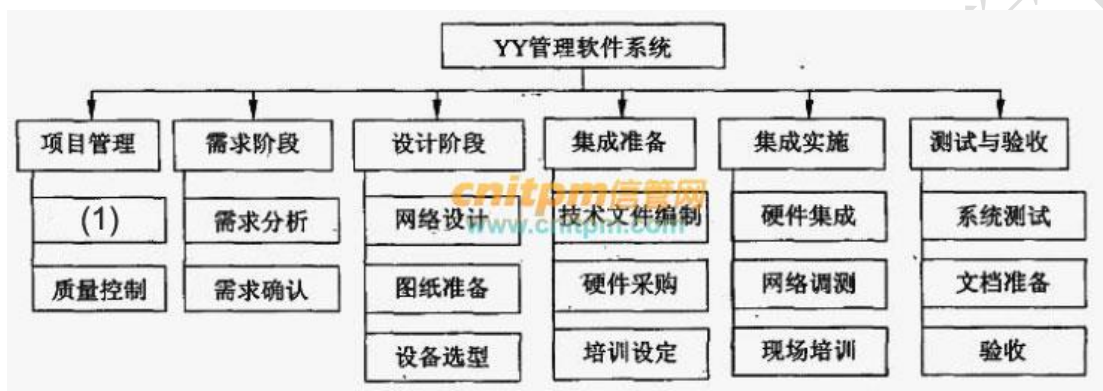 YY管理软件系统
项目管理 需求阶段 设计阶段 集成准备 集成实施 测试与验收
cnitpm信管网
www.cnitpm.com
(1) 需求分析 网络设计 技术文件编制 硬件集成 系统测试
质量控制 需求确认 图纸准备 硬件采购 网络调测 文档准备
设备选型 培训设定 现场培训 验收